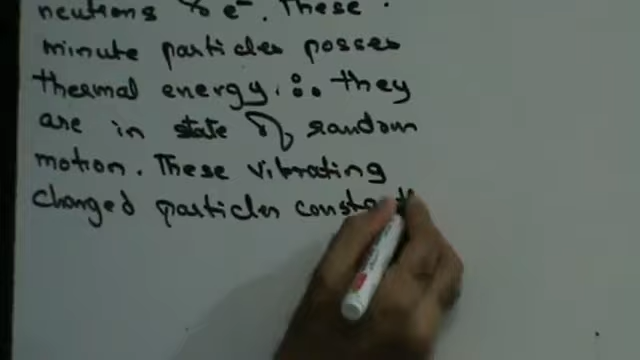 neutrons & e⁻. These
minute particles posses
thermal energy. ∴ they
are in state of random
motion. These vibrating
charged particles